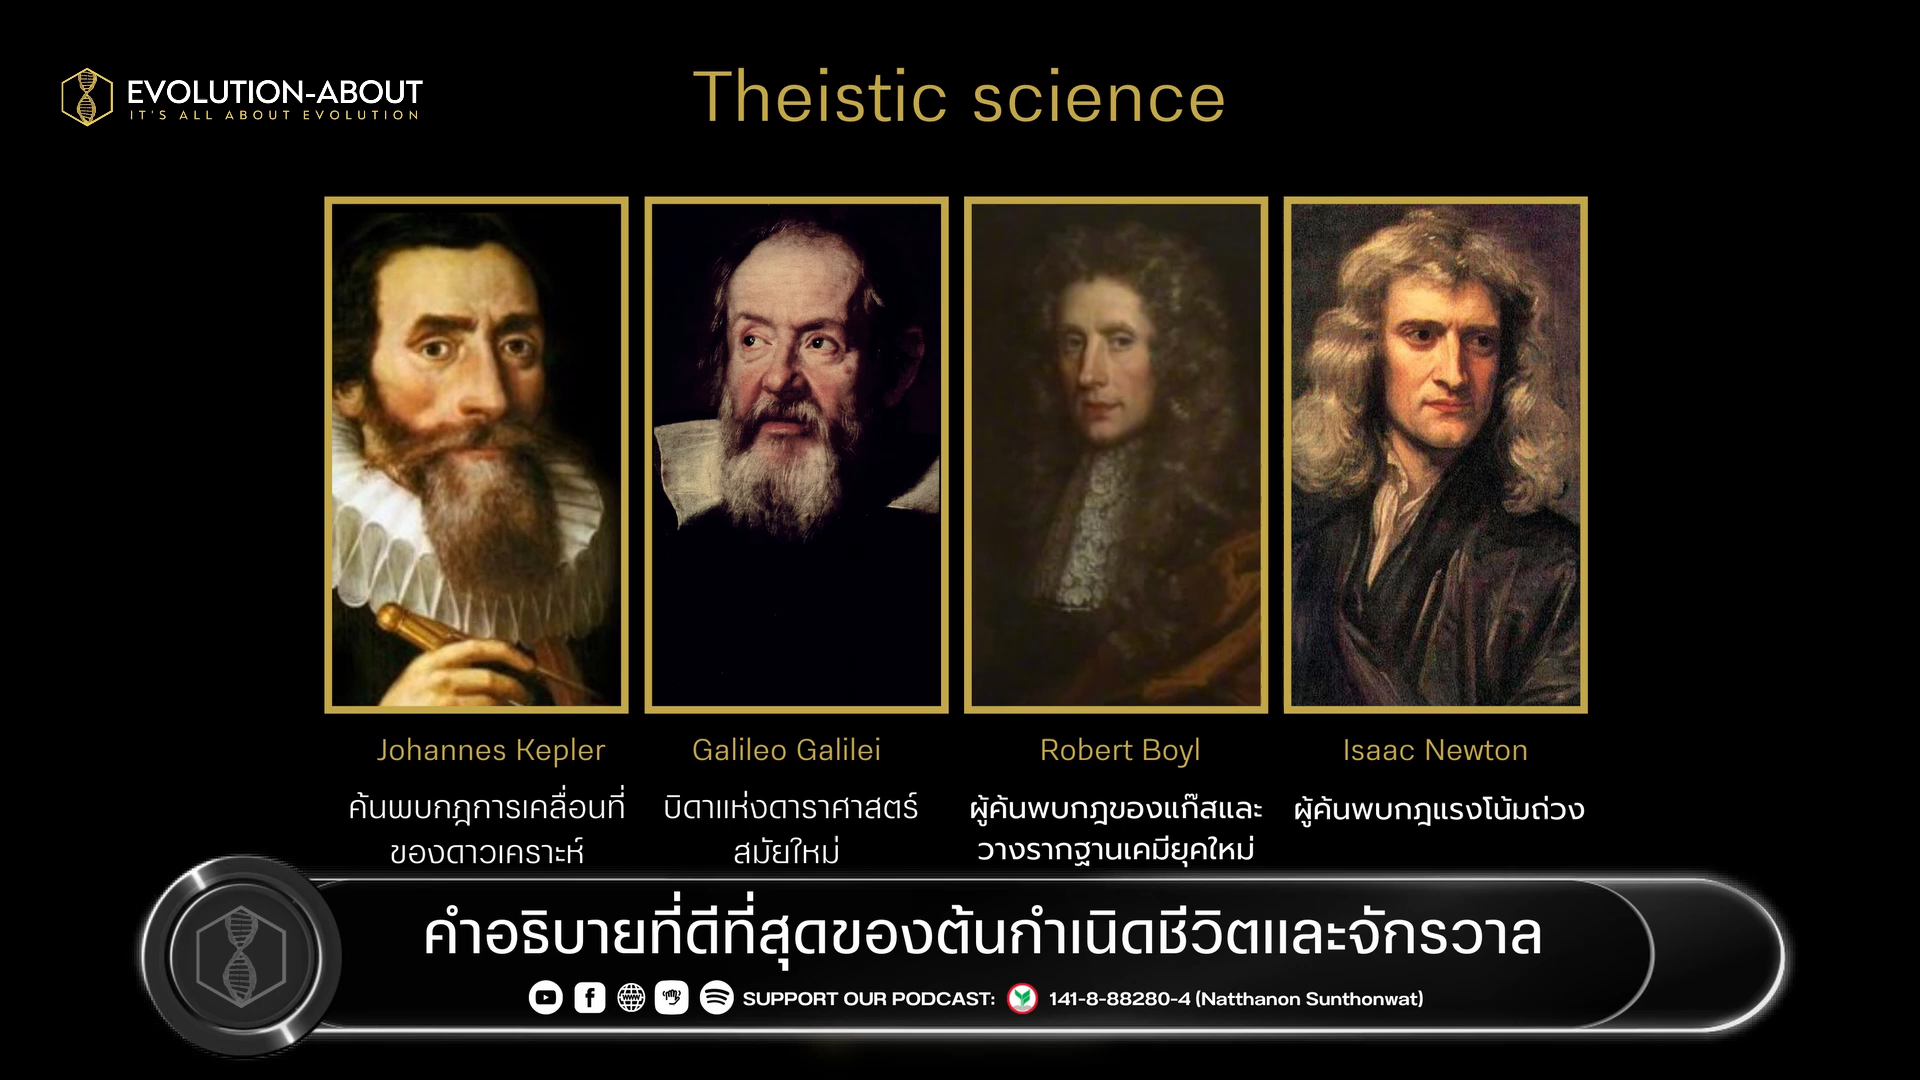 EVOLUTION-ABOUT
IT'S ALL ABOUT EVOLUTION
Theistic science
Johannes Kepler
ค้นพบกฎการเคลื่อนที่
ของดาวเคราะห์
Galileo Galilei
บิดาแห่งดาราศาสตร์
สมัยใหม่
Robert Boyl
ผู้ค้นพบกฎของแก๊สและ
วางรากฐานเคมียุคใหม่
Isaac Newton
ผู้ค้นพบกฎแรงโน้มถ่วง
คำอธิบายที่ดีที่สุดของต้นกำเนิดชีวิตและจักรวาล
SUPPORT OUR PODCAST: 141-8-88280-4 (Natthanon Sunthonwat)